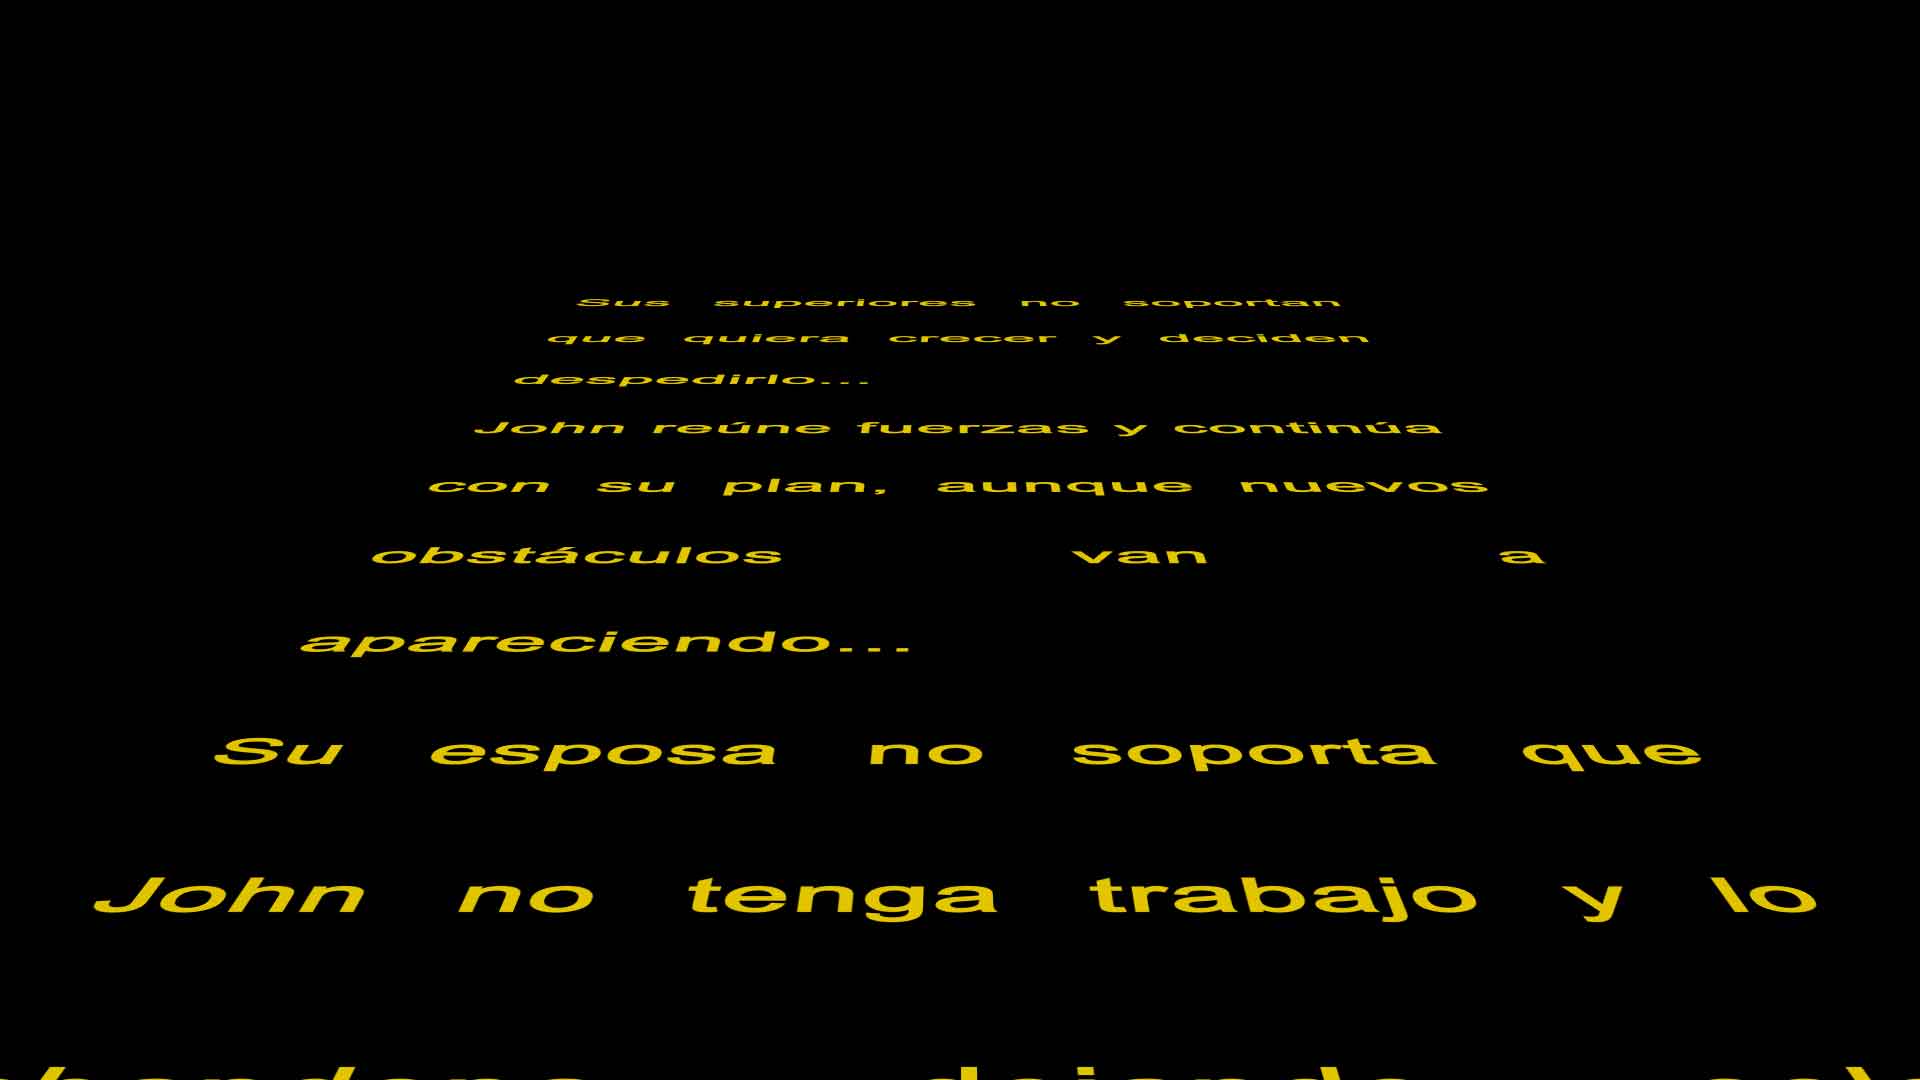 Sus superiores no soportan
que quiera crecer y deciden
despedirlo...
John reúne fuerzas y continúa
con su plan, aunque nuevos
obstáculos van a
apareciendo...
Su esposa no soporta que
John no tenga trabajo y lo